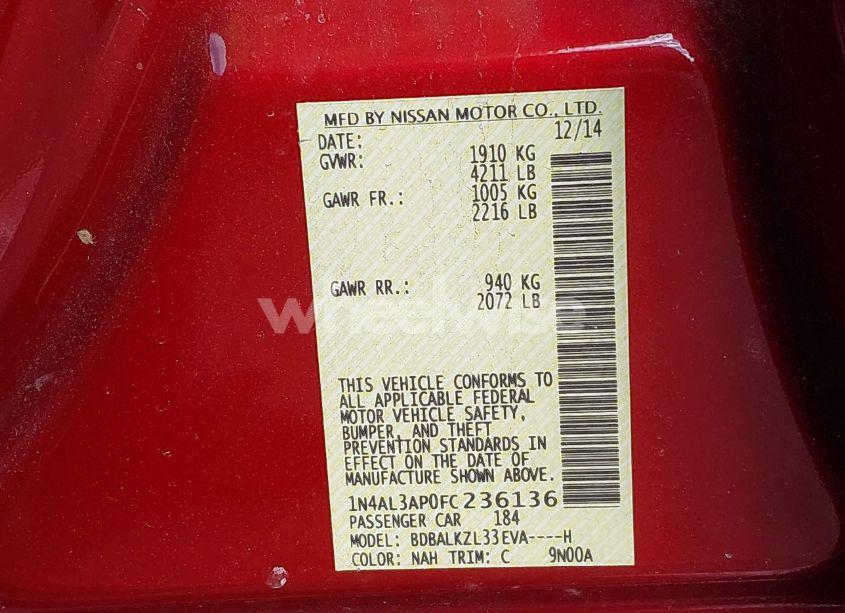 MFD BY NISSAN MOTOR CO., LTD.
DATE: 12/14
GVWR: 1910 KG
4211 LB
GAWR FR.: 1005 KG
2216 LB
GAWR RR.: 940 KG
2072 LB
wheelwise
THIS VEHICLE CONFORMS TO
ALL APPLICABLE FEDERAL
MOTOR VEHICLE SAFETY,
BUMPER, AND THEFT
PREVENTION STANDARDS IN
EFFECT ON THE DATE OF
MANUFACTURE SHOWN ABOVE.
1N4AL3AP0FC236136
PASSENGER CAR 184
MODEL: BDBALKZL33EVA----H
COLOR: NAH TRIM: C 9N00A